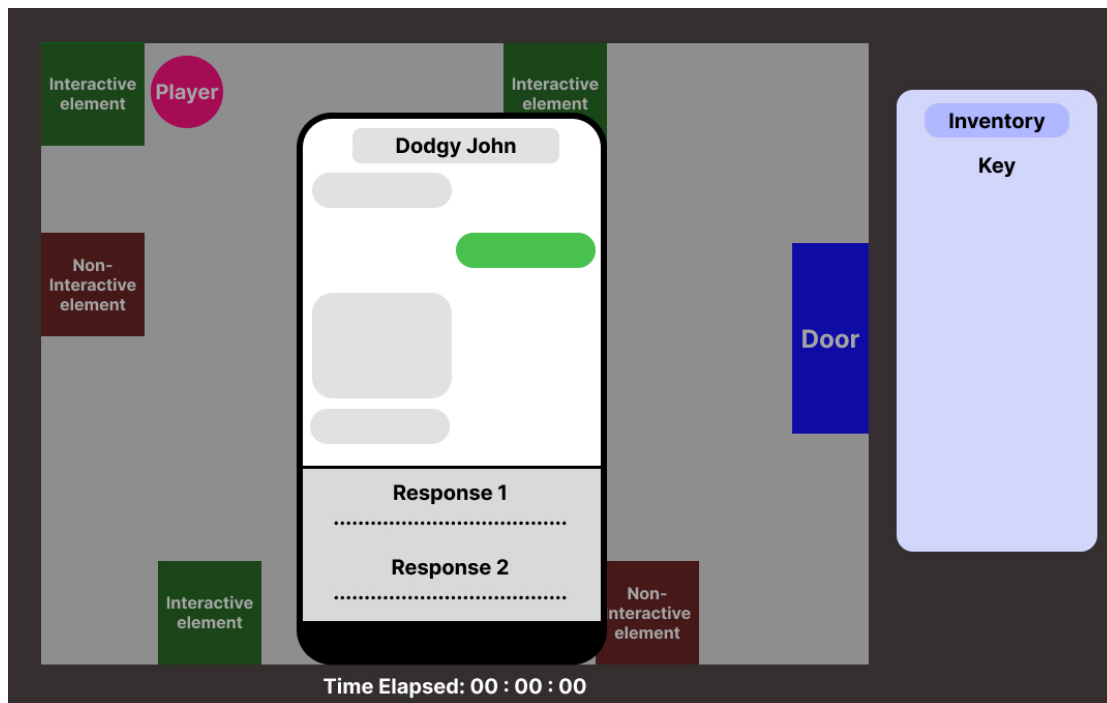 Interactive
element
Player
Interactive
element
Inventory
Key
Dodgy John
Non-
Interactive
element
Door
Response 1
......................................
Response 2
......................................
Interactive
element
Non-
nteractive
element
Time Elapsed: 00 : 00 : 00